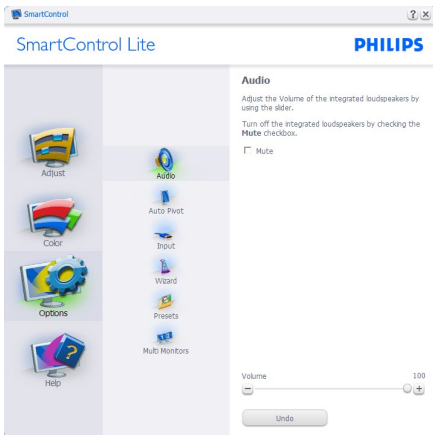 SmartControl
SmartControl Lite
PHILIPS
Adjust
Color
Options
Help
Audio
Auto Pivot
Input
Wizard
Presets
Multi Monitors
Audio
Adjust the Volume of the integrated loudspeakers by
using the slider.
Turn off the integrated loudspeakers by checking the
Mute checkbox.
Mute
Volume 100
Undo